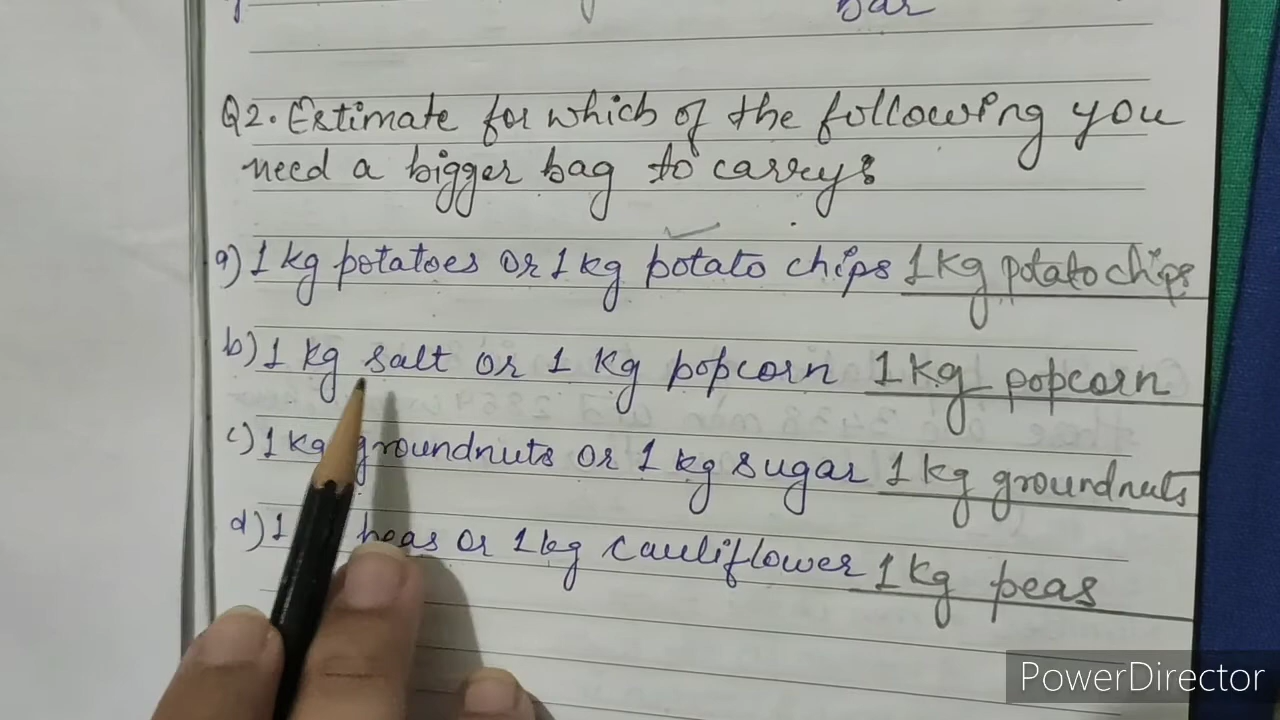 bar
Q2. Estimate for which of the following you
need a bigger bag to carry:
a) 1 kg potatoes or 1 kg potato chips 1 kg potato chips
b) 1 kg salt or 1 kg popcorn 1 kg popcorn
c) 1 kg groundnuts or 1 kg sugar 1 kg groundnuts
d) 1 peas or 1 kg cauliflower 1 kg peas
PowerDirector